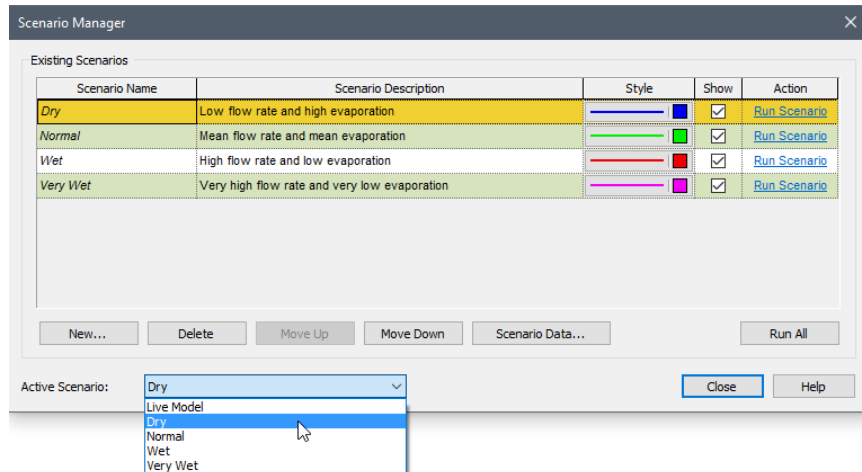 Scenario Manager
Existing Scenarios
Scenario Name Scenario Description Style Show Action
Dry Low flow rate and high evaporation Run Scenario
Normal Mean flow rate and mean evaporation Run Scenario
Wet High flow rate and low evaporation Run Scenario
Very Wet Very high flow rate and very low evaporation Run Scenario
New... Delete Move Up Move Down Scenario Data... Run All
Active Scenario: Dry Close Help
Live Model
Dry
Normal
Wet
Very Wet